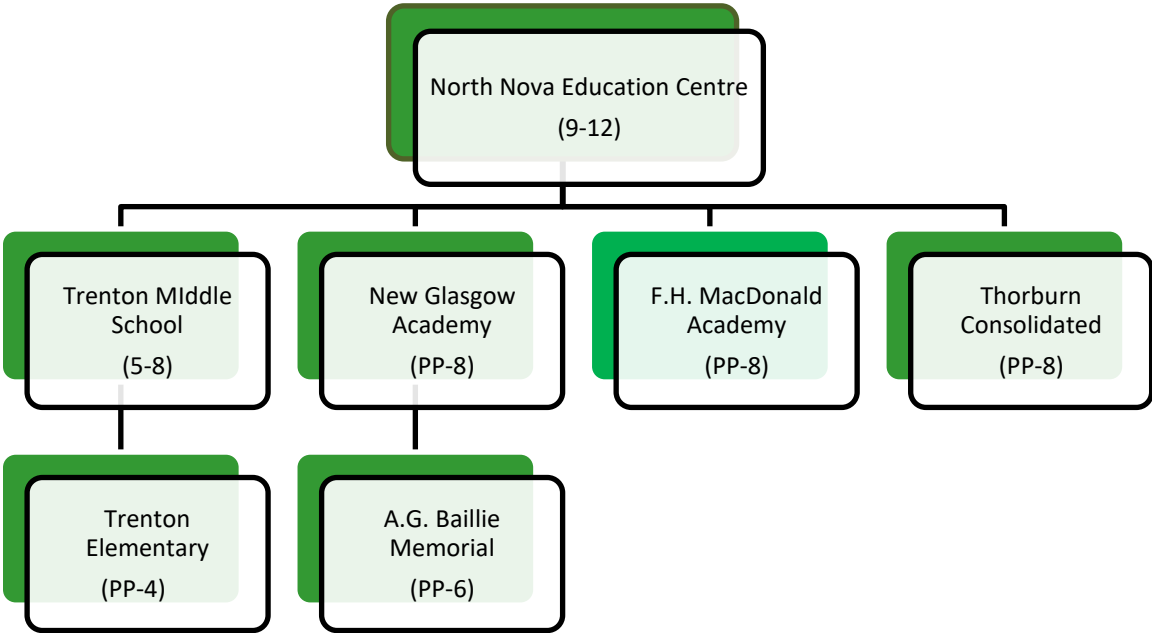 North Nova Education Centre
(9-12)
Trenton MIddle
School
(5-8)
New Glasgow
Academy
(PP-8)
F.H. MacDonald
Academy
(PP-8)
Thorburn
Consolidated
(PP-8)
Trenton
Elementary
(PP-4)
A.G. Baillie
Memorial
(PP-6)